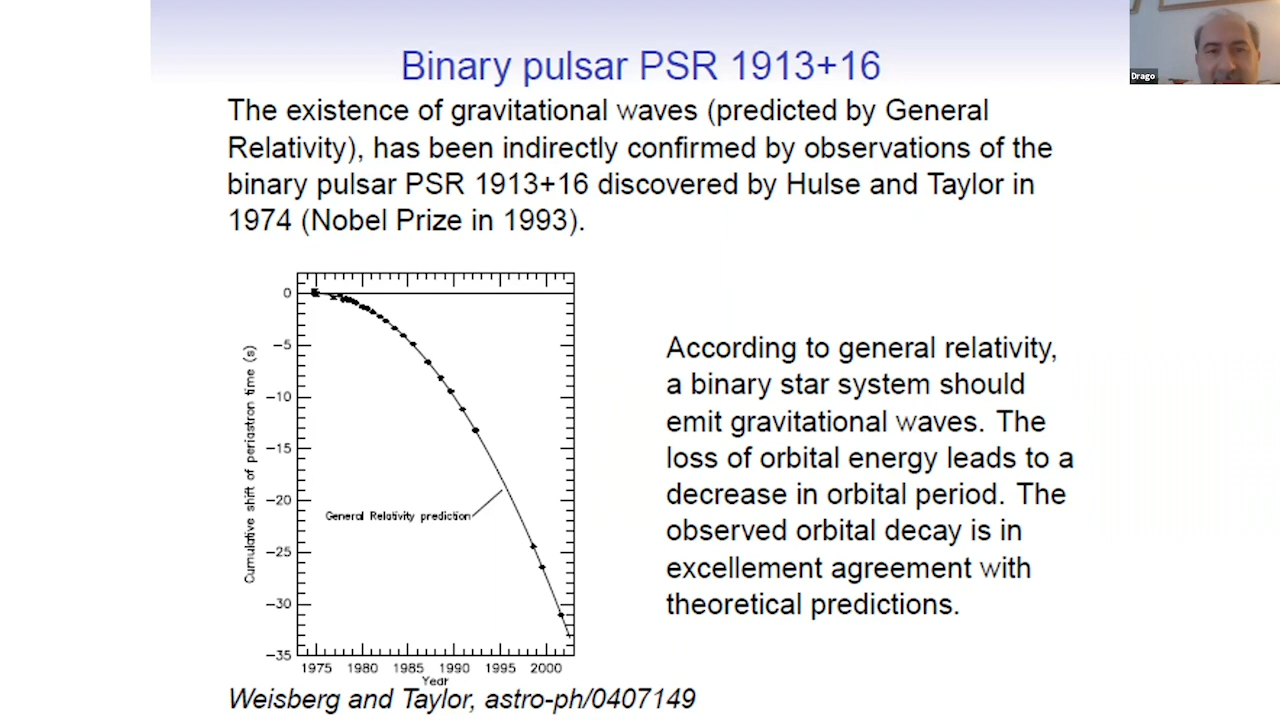 Binary pulsar PSR 1913+16
Drago
The existence of gravitational waves (predicted by General
Relativity), has been indirectly confirmed by observations of the
binary pulsar PSR 1913+16 discovered by Hulse and Taylor in
1974 (Nobel Prize in 1993).
Cumulative shift of periastron time (s)
0
−5
−10
−15
−20
−25
−30
−35
General Relativity prediction
1975 1980 1985 1990 1995 2000
Year
According to general relativity,
a binary star system should
emit gravitational waves. The
loss of orbital energy leads to a
decrease in orbital period. The
observed orbital decay is in
excellement agreement with
theoretical predictions.
Weisberg and Taylor, astro-ph/0407149